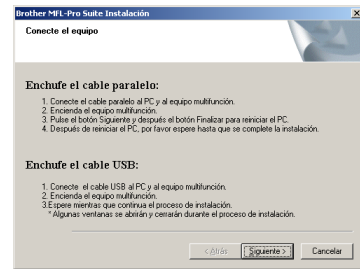 Brother MFL-Pro Suite Instalación
Conecte el equipo
Enchufe el cable paralelo:
1. Conecte el cable paralelo al PC y al equipo multifunción.
2. Encienda el equipo multifunción.
3. Pulse el botón Siguiente y después el botón Finalizar para reiniciar el PC.
4. Después de reiniciar el PC, por favor espere hasta que se complete la instalación.
Enchufe el cable USB:
1. Conecte el cable USB al PC y al equipo multifunción.
2. Encienda el equipo multifunción.
3.Espere mientras que continua el proceso de instalación.
* Algunas ventanas se abrirán y cerrarán durante el proceso de instalación.
< Atrás
Siguiente >
Cancelar